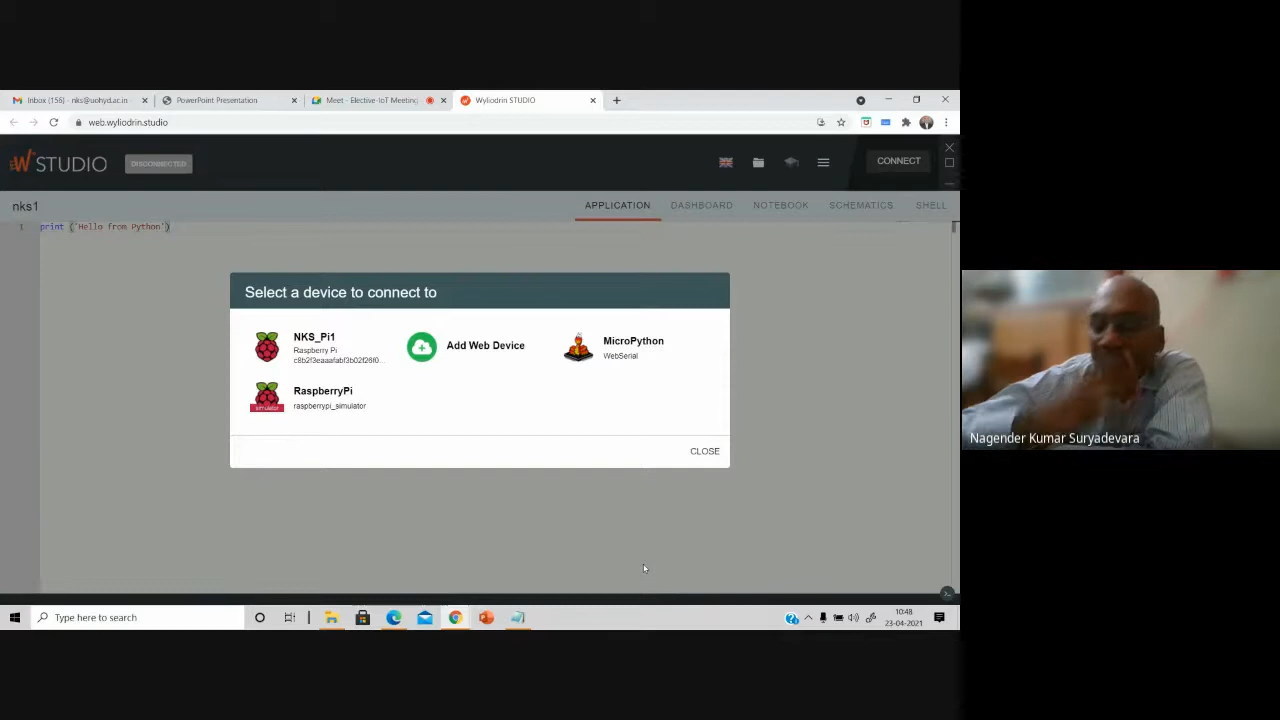 Inbox (156) - nks@uohyd.ac.in
PowerPoint Presentation
Meet - Elective-IoT Meeting
Wyliodrin STUDIO
web.wyliodrin.studio
STUDIO
DISCONNECTED
CONNECT
nks1
APPLICATION
DASHBOARD
NOTEBOOK
SCHEMATICS
SHELL
1 print ('Hello from Python')
Select a device to connect to
NKS_Pi1
Raspberry Pi
c8b2f3eaaafabf3b02f26f0...
Add Web Device
MicroPython
WebSerial
RaspberryPi
raspberrypi_simulator
simulator
CLOSE
Nagender Kumar Suryadevara
Type here to search
10:48
23-04-2021